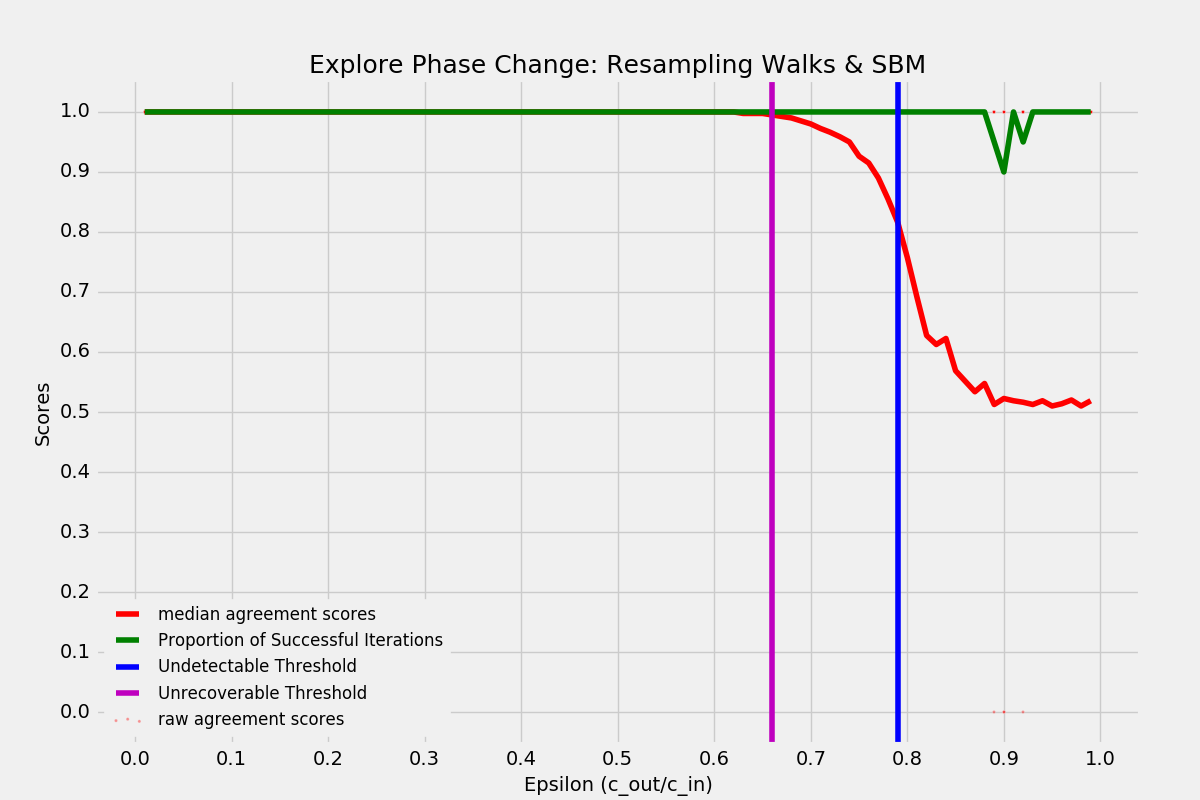 Explore Phase Change: Resampling Walks & SBM
Scores
1.0
0.9
0.8
0.7
0.6
0.5
0.4
0.3
0.2
0.1
0.0
median agreement scores
Proportion of Successful Iterations
Undetectable Threshold
Unrecoverable Threshold
raw agreement scores
0.0 0.1 0.2 0.3 0.4 0.5 0.6 0.7 0.8 0.9 1.0
Epsilon (c_out/c_in)